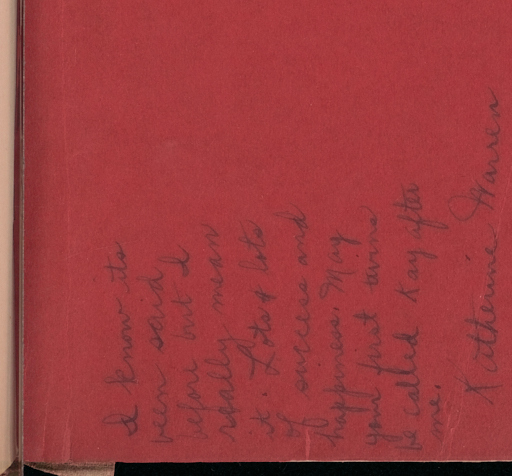 I know its
been said
before but I
really mean
it. Lots & lots
of success and
happiness. May
your first twins
be called Kay after
me.
Katherine Warren